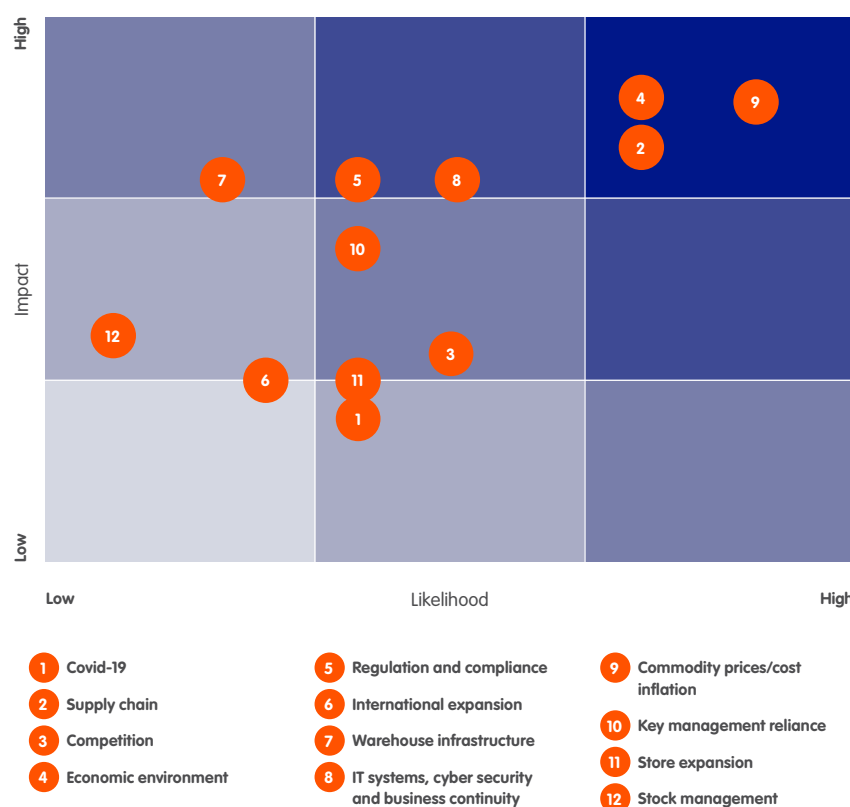 High
4
9
2
7
5
8
10
Impact
12
3
6
11
1
Low
Low
Likelihood
High
1 Covid-19
2 Supply chain
3 Competition
4 Economic environment
5 Regulation and compliance
6 International expansion
7 Warehouse infrastructure
8 IT systems, cyber security
and business continuity
9 Commodity prices/cost
inflation
10 Key management reliance
11 Store expansion
12 Stock management